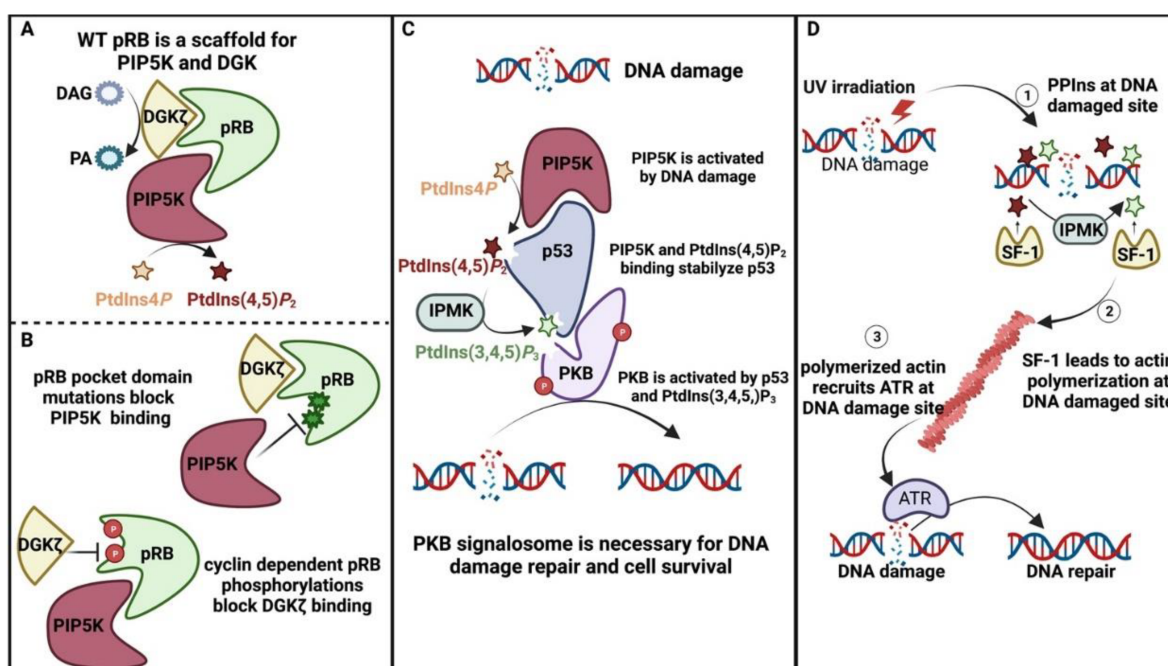 A
WT pRB is a scaffold for
PIP5K and DGK
DAG
DGKζ
pRB
PA
PIP5K
PtdIns4P
PtdIns(4,5)P2
B
pRB pocket domain
mutations block
PIP5K binding
DGKζ
pRB
PIP5K
DGKζ
P
P
pRB
PIP5K
cyclin dependent pRB
phosphorylations
block DGKζ binding
C
DNA damage
PIP5K
PtdIns4P
PIP5K is activated
by DNA damage
p53
PtdIns(4,5)P2
PIP5K and PtdIns(4,5)P2
binding stabilyze p53
IPMK
PtdIns(3,4,5)P3
P
PKB
P
PKB is activated by p53
and PtdIns(3,4,5,)P3
PKB signalosome is necessary for DNA
damage repair and cell survival
D
UV irradiation
DNA damage
1
PPIns at DNA
damaged site
IPMK
SF-1
SF-1
2
SF-1 leads to actin
polymerization at
DNA damaged site
3
polymerized actin
recruits ATR at
DNA damage site
ATR
DNA damage
DNA repair